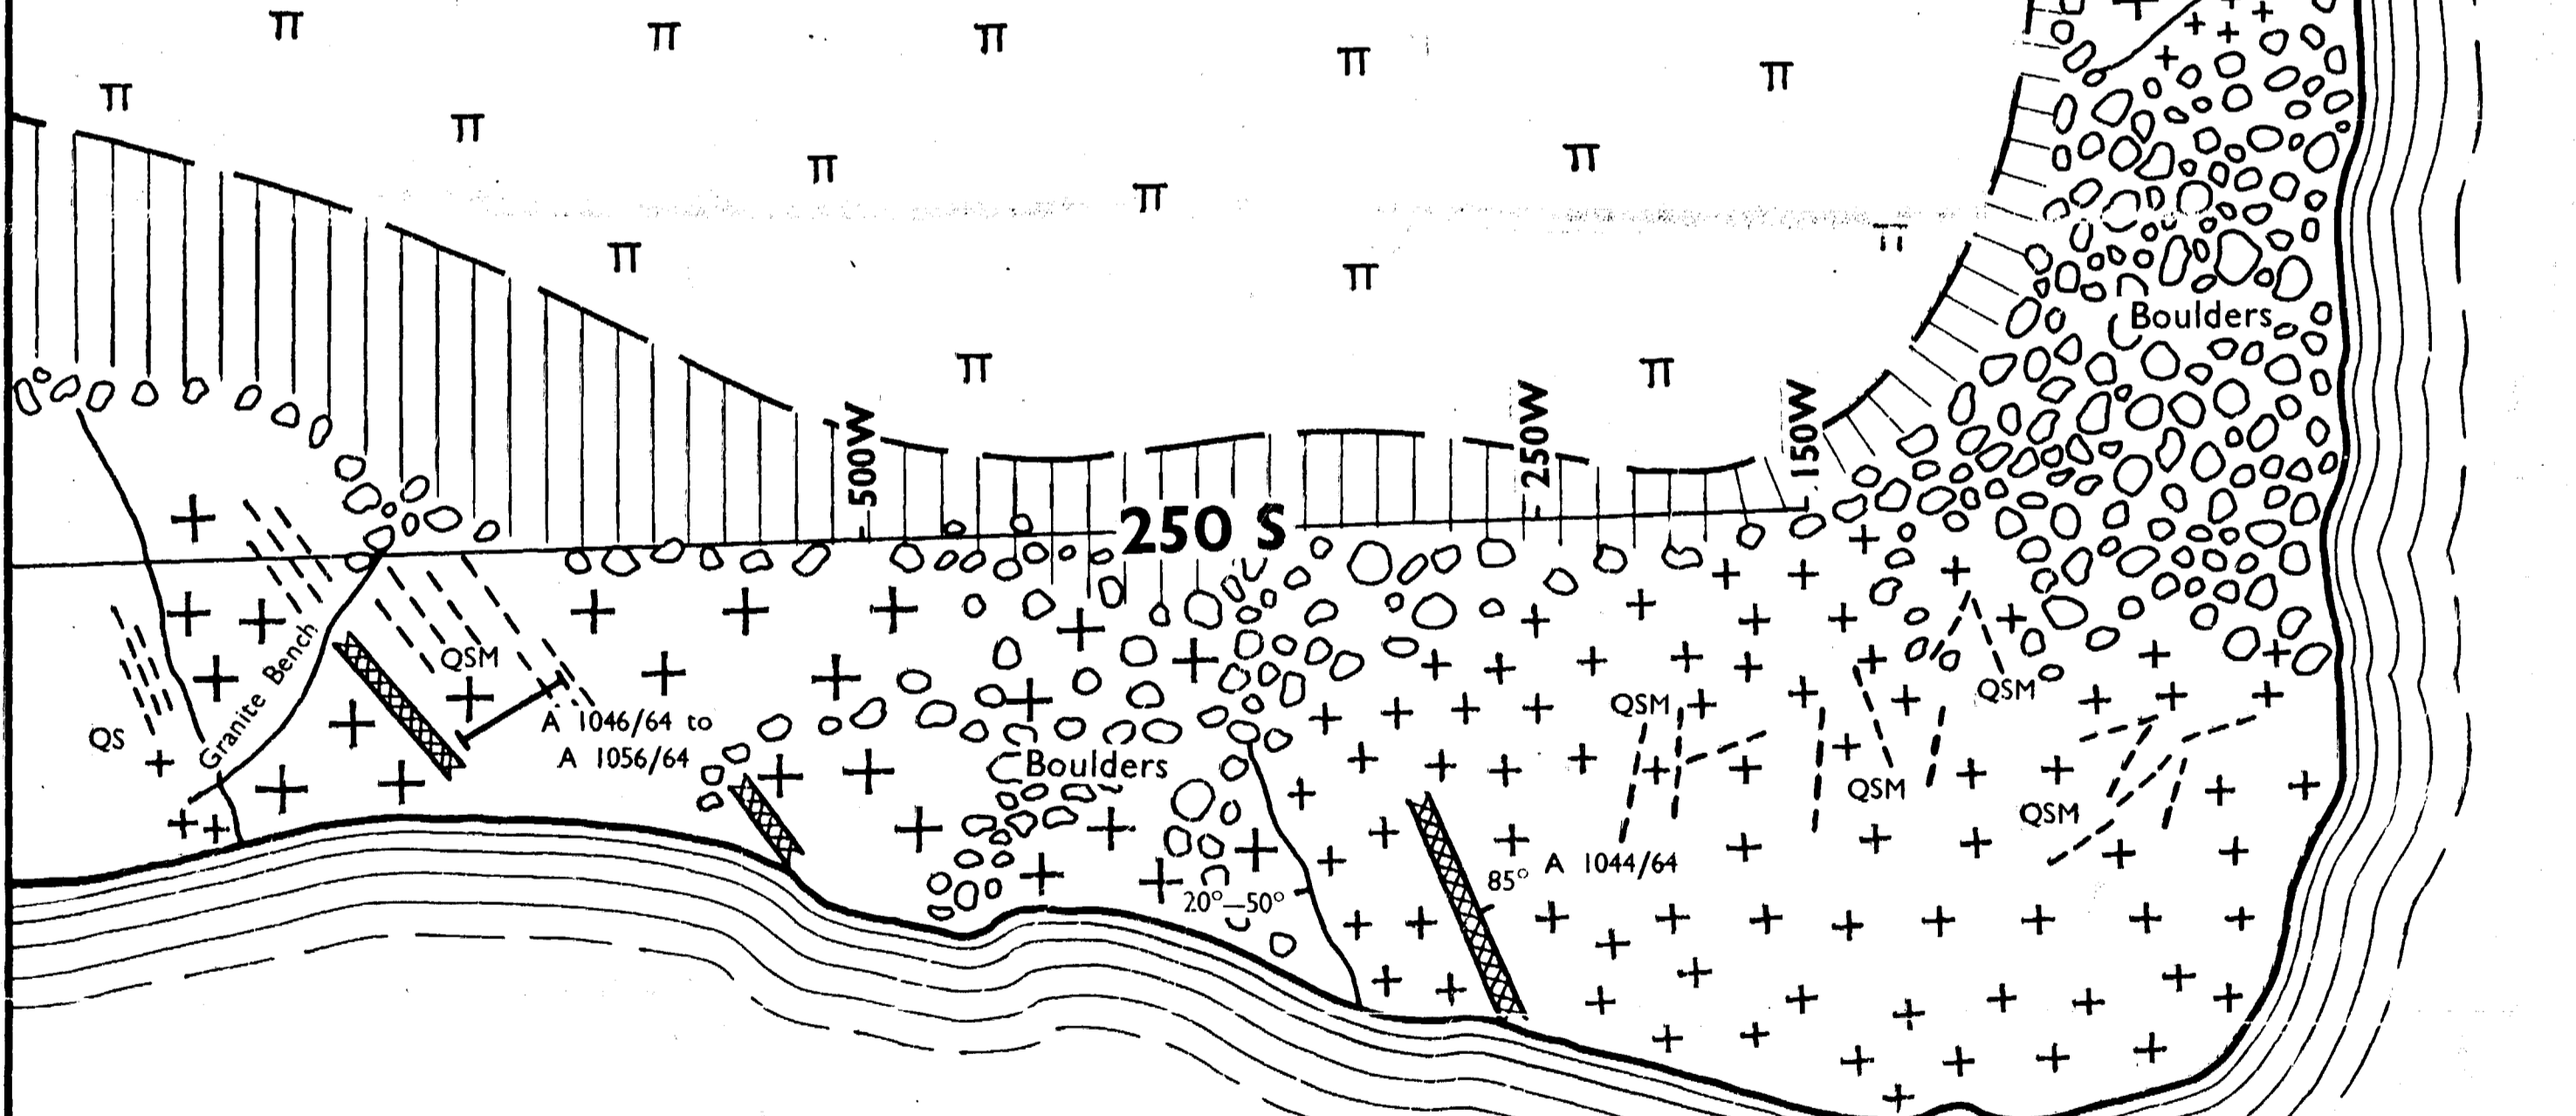 Boulders
500W
250W
150W
250 S
QSM
A 1046/64 to
A 1056/64
QS
Granite Bench
Boulders
QSM
QSM
QSM
QSM
A 1044/64
85°
20°–50°